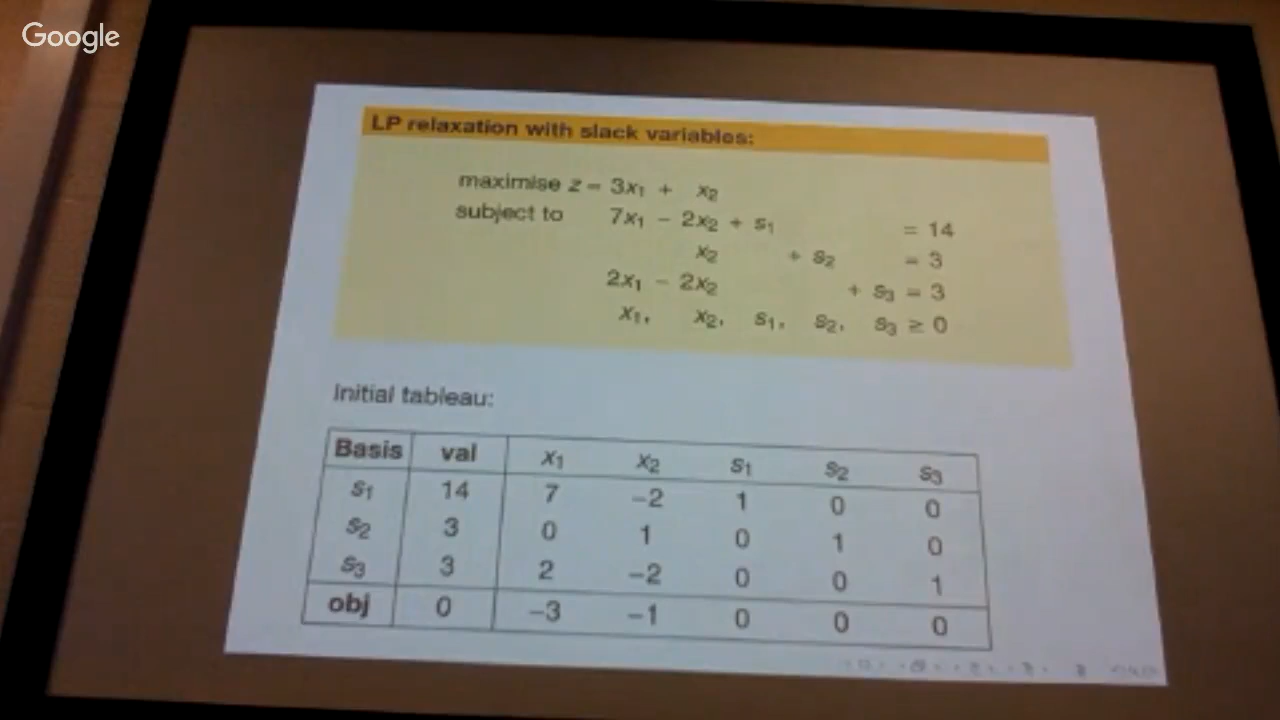 Google
LP relaxation with slack variables:
maximise z = 3x₁ + x₂
subject to 7x₁ − 2x₂ + s₁ = 14
x₂ + s₂ = 3
2x₁ − 2x₂ + s₃ = 3
x₁, x₂, s₁, s₂, s₃ ≥ 0
Initial tableau:
Basis val x₁ x₂ s₁ s₂ s₃
s₁ 14 7 −2 1 0 0
s₂ 3 0 1 0 1 0
s₃ 3 2 −2 0 0 1
obj 0 −3 −1 0 0 0